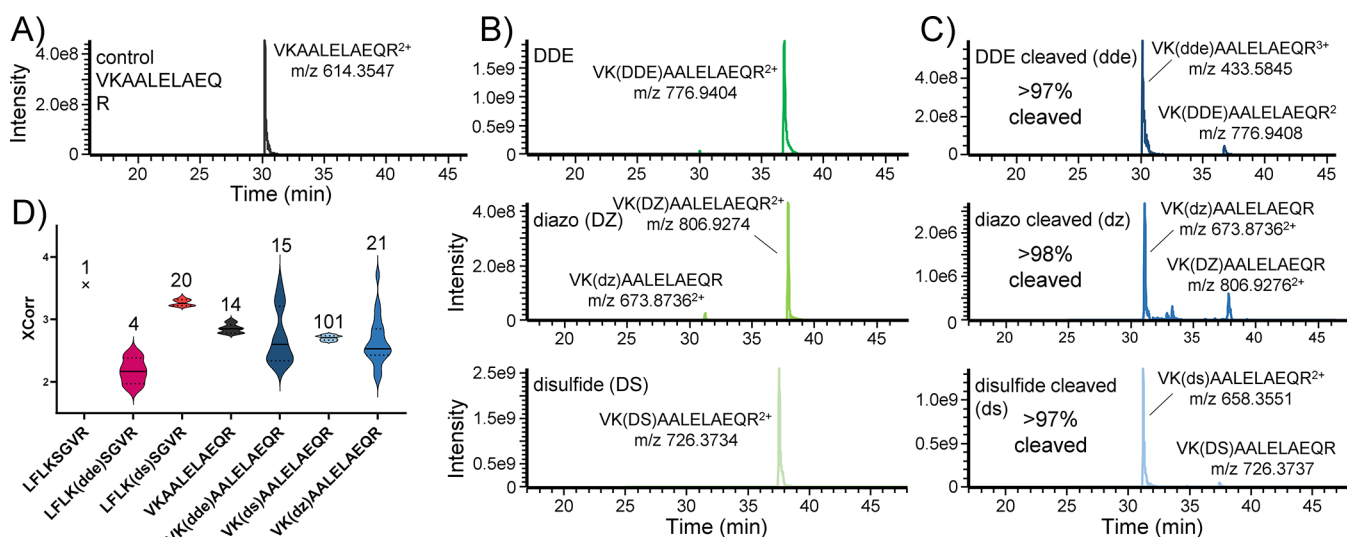 A)
control
VKAALELAEQ
R
VKAALELAEQR2+
m/z 614.3547
4.0e8
2.0e8
0
Intensity
20 25 30 35 40 45
Time (min)
B)
DDE
VK(DDE)AALELAEQR2+
m/z 776.9404
1.5e9
1.0e9
0.5e9
0
Intensity
20 25 30 35 40 45
diazo (DZ)
VK(DZ)AALELAEQR2+
m/z 806.9274
VK(dz)AALELAEQR
m/z 673.87362+
4.0e8
2.0e8
0
Intensity
20 25 30 35 40 45
disulfide (DS)
VK(DS)AALELAEQR2+
m/z 726.3734
2.5e9
1.5e9
0.5e9
0
Intensity
20 25 30 35 40 45
Time (min)
C)
DDE cleaved (dde)
>97%
cleaved
VK(dde)AALELAEQR3+
m/z 433.5845
VK(DDE)AALELAEQR2
m/z 776.9408
4.0e8
2.0e8
0
20 25 30 35 40 45
diazo cleaved (dz)
>98%
cleaved
VK(dz)AALELAEQR
m/z 673.87362+
VK(DZ)AALELAEQR
m/z 806.92762+
2.0e6
1.0e6
0
20 25 30 35 40 45
disulfide cleaved
(ds)
>97%
cleaved
VK(ds)AALELAEQR2+
m/z 658.3551
VK(DS)AALELAEQR
m/z 726.3737
1.0e9
0.5e9
0
20 25 30 35 40 45
Time (min)
D)
XCorr
4
3
2
1
4
20
14
15
101
21
LFLKSGVR
LFLK(dde)SGVR
LFLK(ds)SGVR
VKAALELAEQR
VK(dde)AALELAEQR
VK(ds)AALELAEQR
VK(dz)AALELAEQR